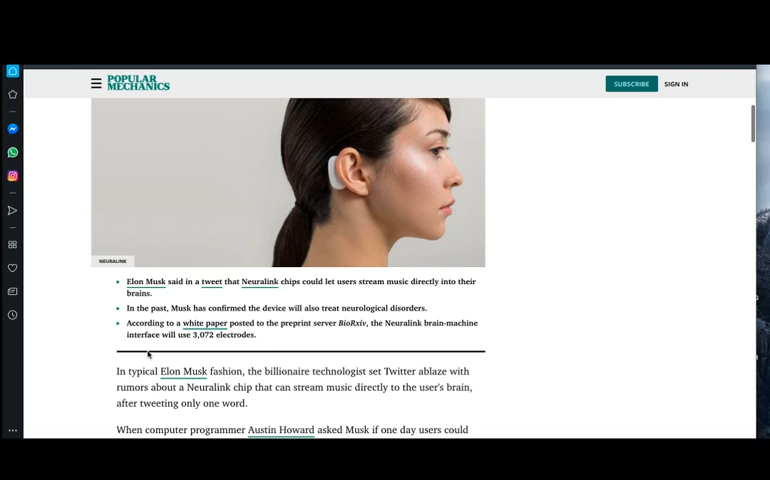 POPULAR
MECHANICS
SUBSCRIBE
SIGN IN
NEURALINK
Elon Musk said in a tweet that Neuralink chips could let users stream music directly into their
brains.
In the past, Musk has confirmed the device will also treat neurological disorders.
According to a white paper posted to the preprint server BioRxiv, the Neuralink brain-machine
interface will use 3,072 electrodes.
In typical Elon Musk fashion, the billionaire technologist set Twitter ablaze with
rumors about a Neuralink chip that can stream music directly to the user's brain,
after tweeting only one word.
When computer programmer Austin Howard asked Musk if one day users could